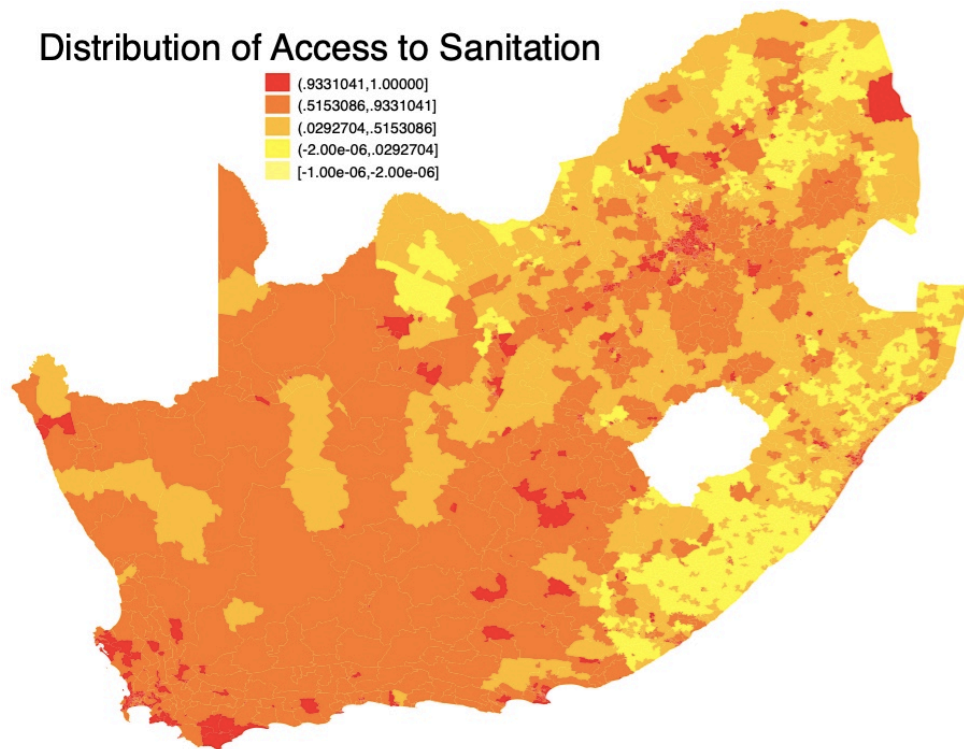 Distribution of Access to Sanitation
(.9331041,1.00000]
(.5153086,.9331041]
(.0292704,.5153086]
(-2.00e-06,.0292704]
[-1.00e-06,-2.00e-06]